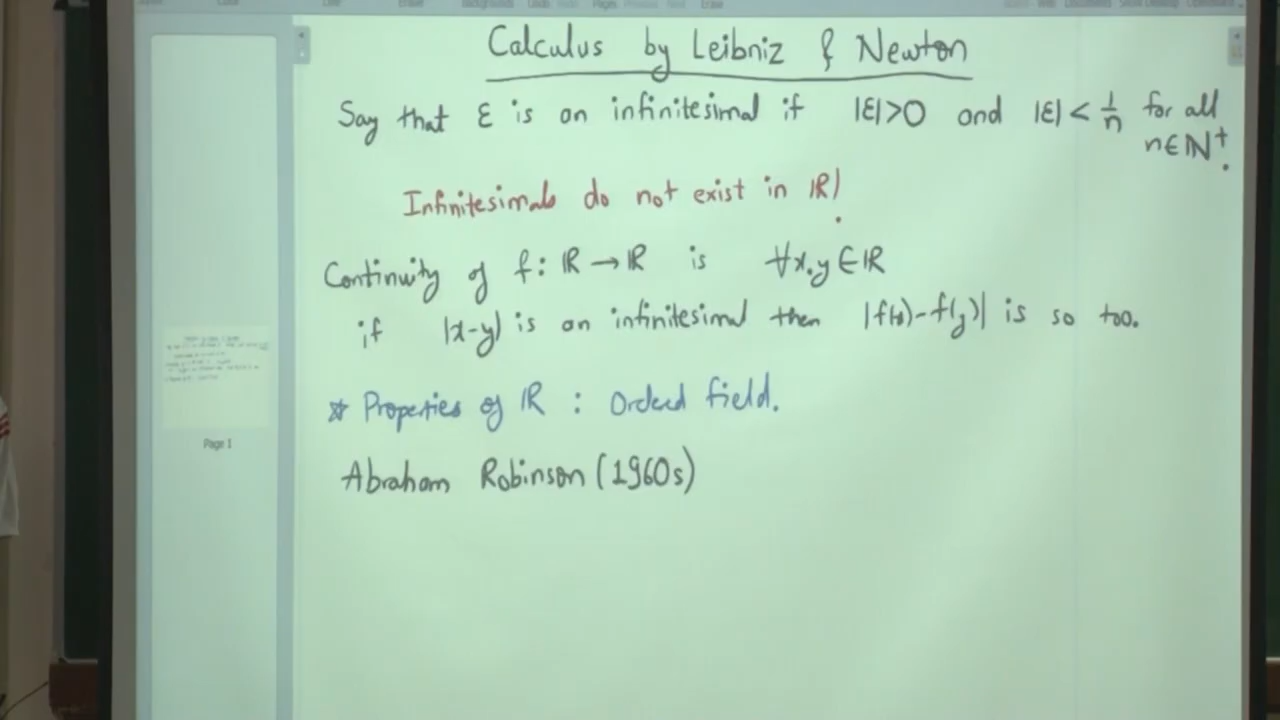 Calculus by Leibniz & Newton
Say that ε is an infinitesimal if |ε|>0 and |ε| < 1/n for all n∈ℕ⁺.
Infinitesimals do not exist in ℝ!
Continuity of f: ℝ → ℝ is ∀x,y ∈ ℝ
if |x-y| is an infinitesimal then |f(x)-f(y)| is so too.
* Properties of ℝ : Ordered field.
Abraham Robinson (1960s)
Page 1